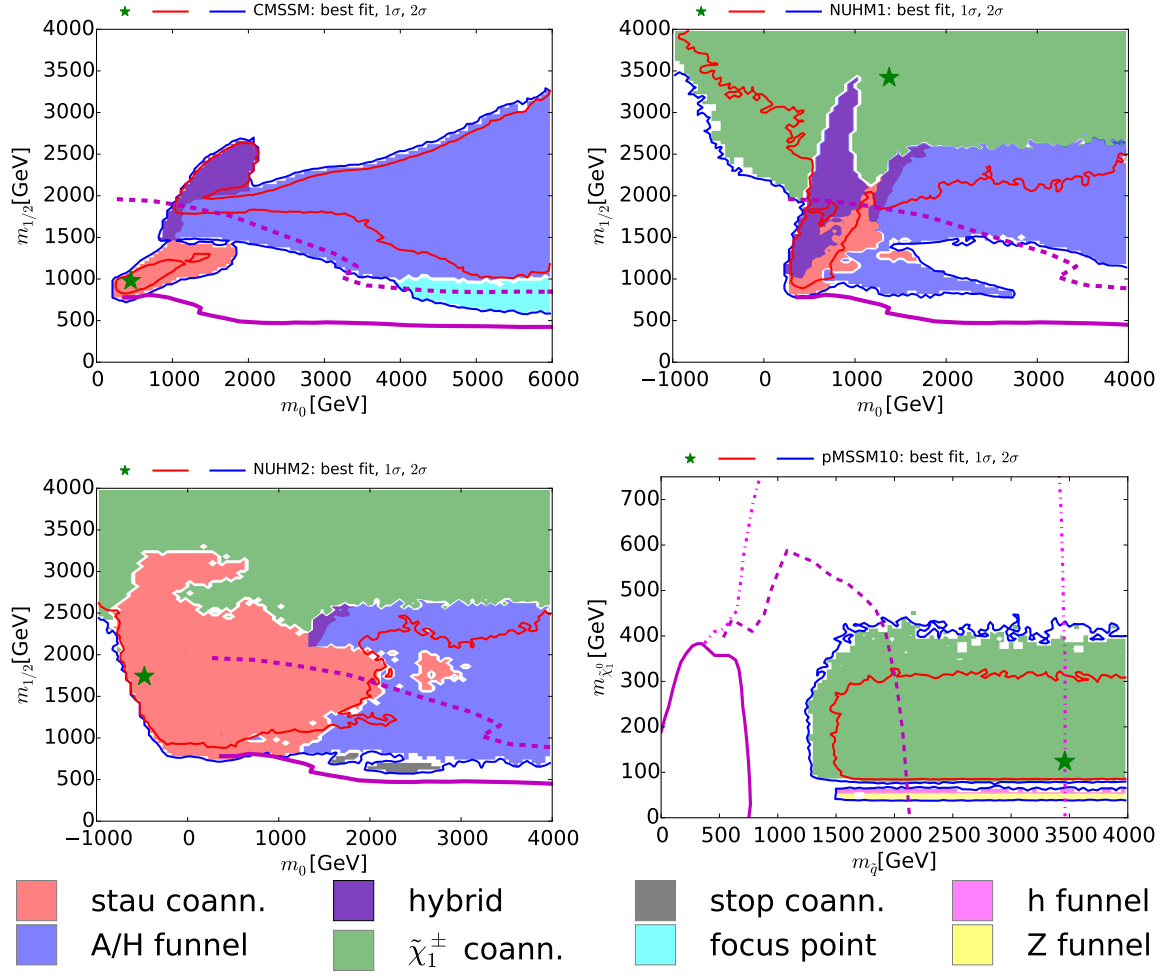 CMSSM: best fit, 1σ, 2σ
m₁/₂[GeV]
4000
3500
3000
2500
2000
1500
1000
500
0
0 1000 2000 3000 4000 5000 6000
m₀[GeV]
NUHM1: best fit, 1σ, 2σ
m₁/₂[GeV]
4000
3500
3000
2500
2000
1500
1000
500
0
−1000 0 1000 2000 3000 4000
m₀[GeV]
NUHM2: best fit, 1σ, 2σ
m₁/₂[GeV]
4000
3500
3000
2500
2000
1500
1000
500
0
−1000 0 1000 2000 3000 4000
m₀[GeV]
pMSSM10: best fit, 1σ, 2σ
m_χ̃₁⁰[GeV]
700
600
500
400
300
200
100
0
0 500 1000 1500 2000 2500 3000 3500 4000
m_q̃[GeV]
stau coann. hybrid stop coann. h funnel
A/H funnel χ̃₁± coann. focus point Z funnel